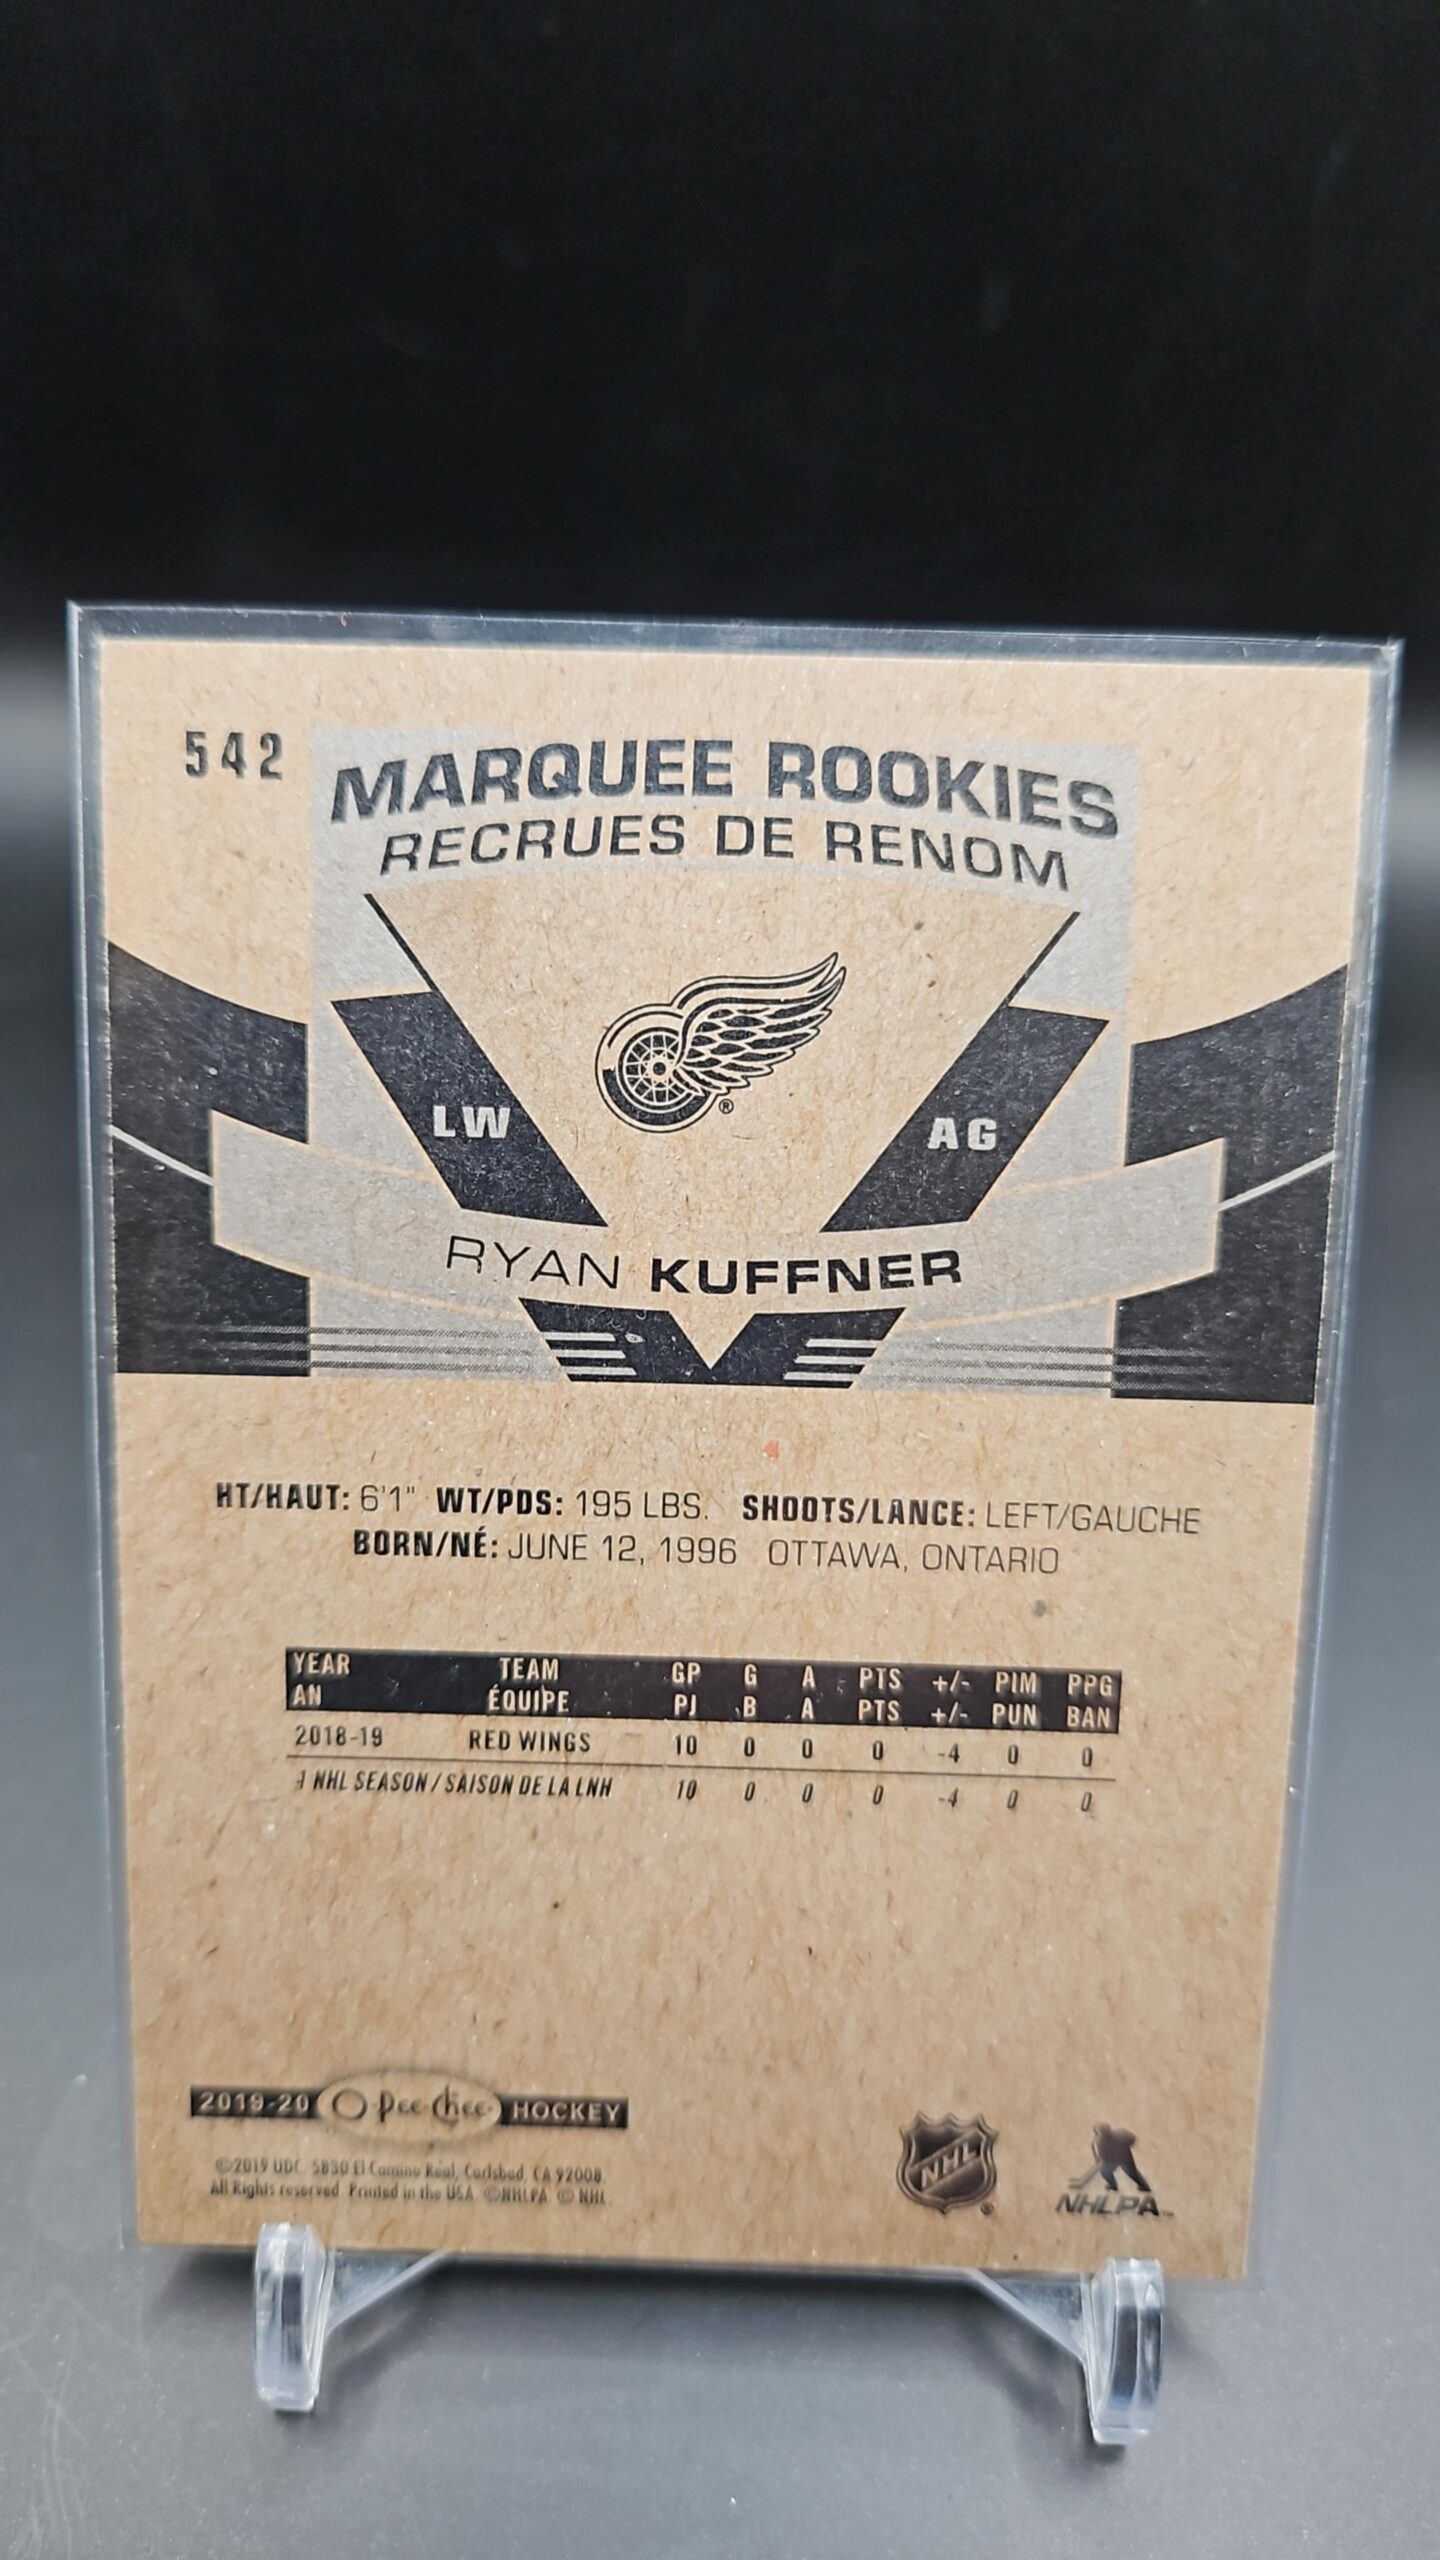 542
MARQUEE ROOKIES
RECRUES DE RENOM
LW
AG
®
RYAN KUFFNER
HT/HAUT: 6'1" WT/PDS: 195 LBS. SHOOTS/LANCE: LEFT/GAUCHE
BORN/NÉ: JUNE 12, 1996 OTTAWA, ONTARIO
YEAR TEAM GP G A PTS +/- PIM PPG
AN ÉQUIPE PJ B A PTS +/- PUN BAN
2018-19 RED WINGS 10 0 0 0 -4 0 0
1 NHL SEASON / SAISON DE LA LNH 10 0 0 0 -4 0 0
2019-20 O-Pee-Chee HOCKEY
©2019 UDC. 5830 El Camino Real, Carlsbad, CA 92008.
All Rights reserved. Printed in the USA. ©NHLPA © NHL.
NHL ®
NHLPA™